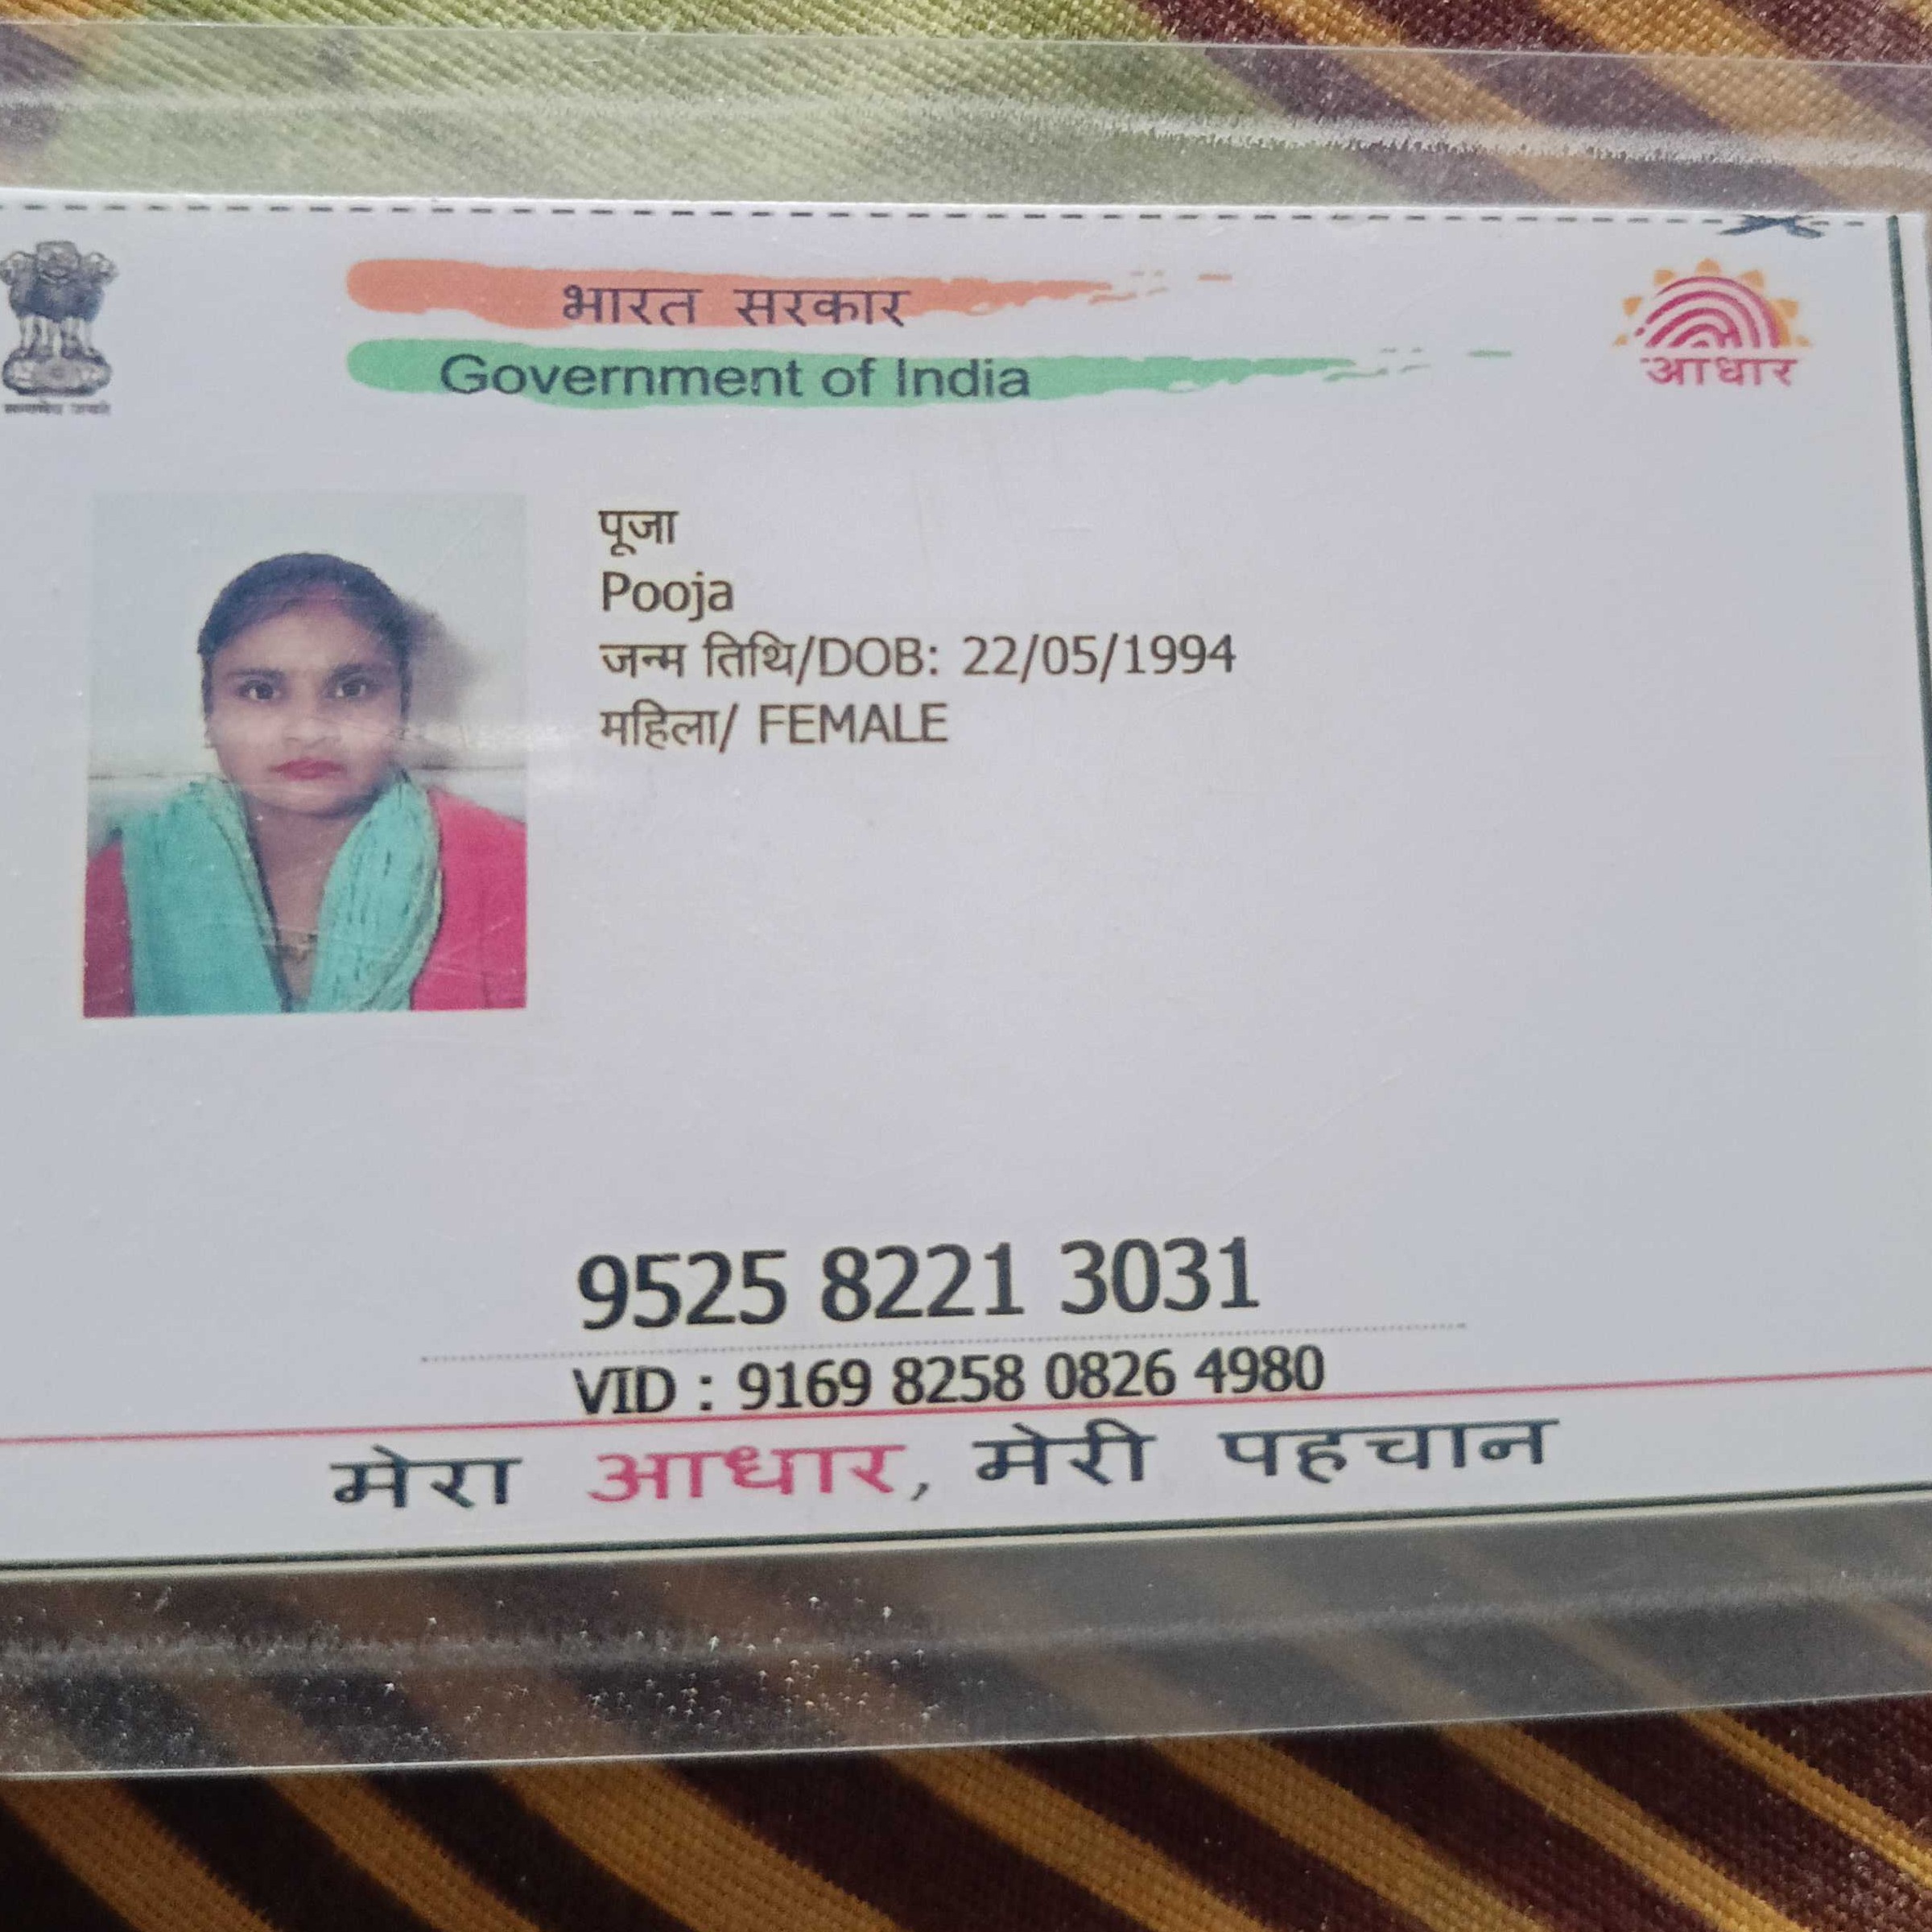 भारत सरकार
Government of India
आधार
पूजा
Pooja
जन्म तिथि/DOB: 22/05/1994
महिला/ FEMALE
9525 8221 3031
VID : 9169 8258 0826 4980
मेरा आधार, मेरी पहचान